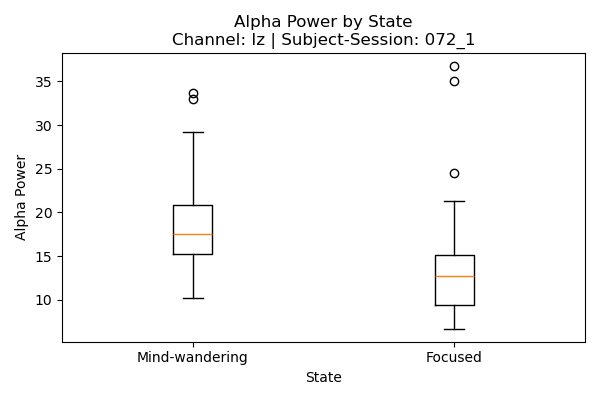 Alpha Power by State
Channel: Iz | Subject-Session: 072_1
Alpha Power
35
30
25
20
15
10
Mind-wandering
Focused
State